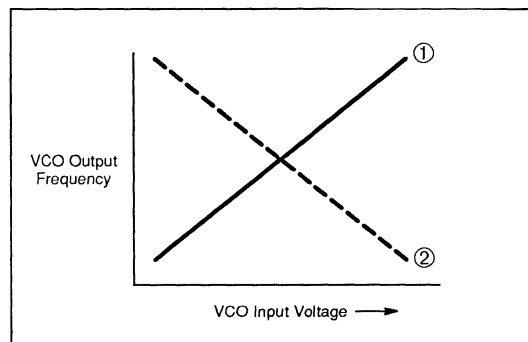 ①
VCO Output
Frequency
②
VCO Input Voltage